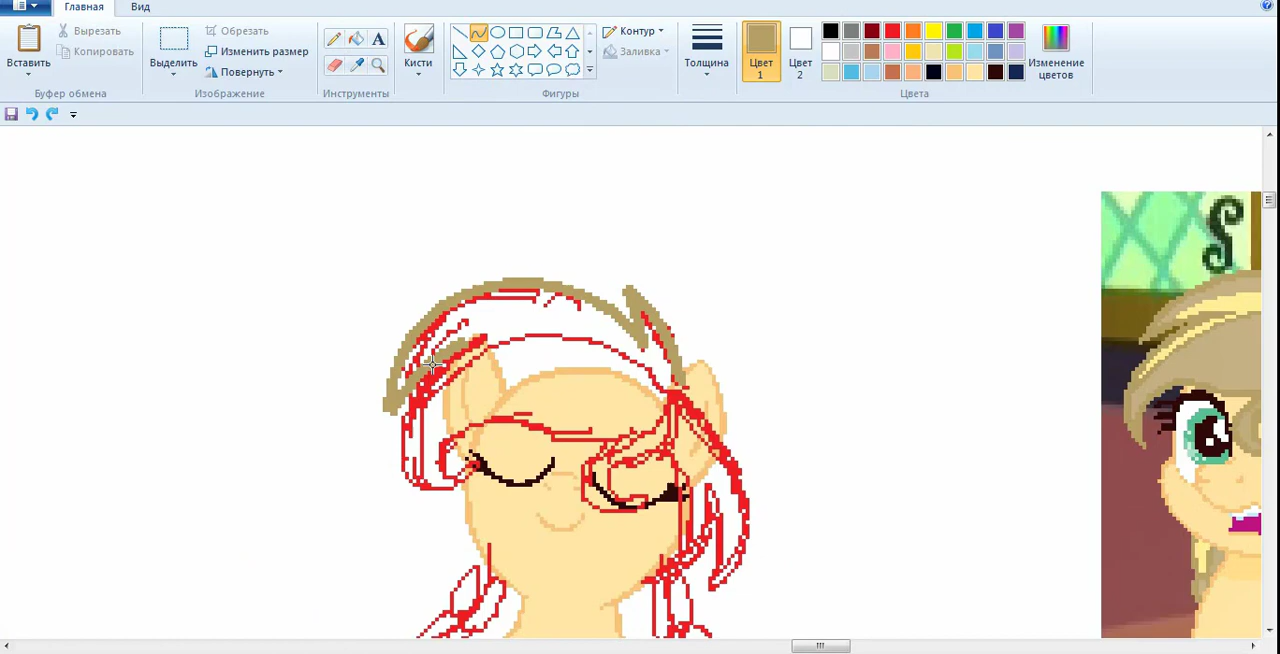 Главная Вид
Вставить
Вырезать
Копировать
Буфер обмена
Выделить
Обрезать
Изменить размер
Повернуть
Изображение
A
Инструменты
Кисти
Контур
Заливка
Фигуры
Толщина
Цвет
1
Цвет
2
Изменение
цветов
Цвета